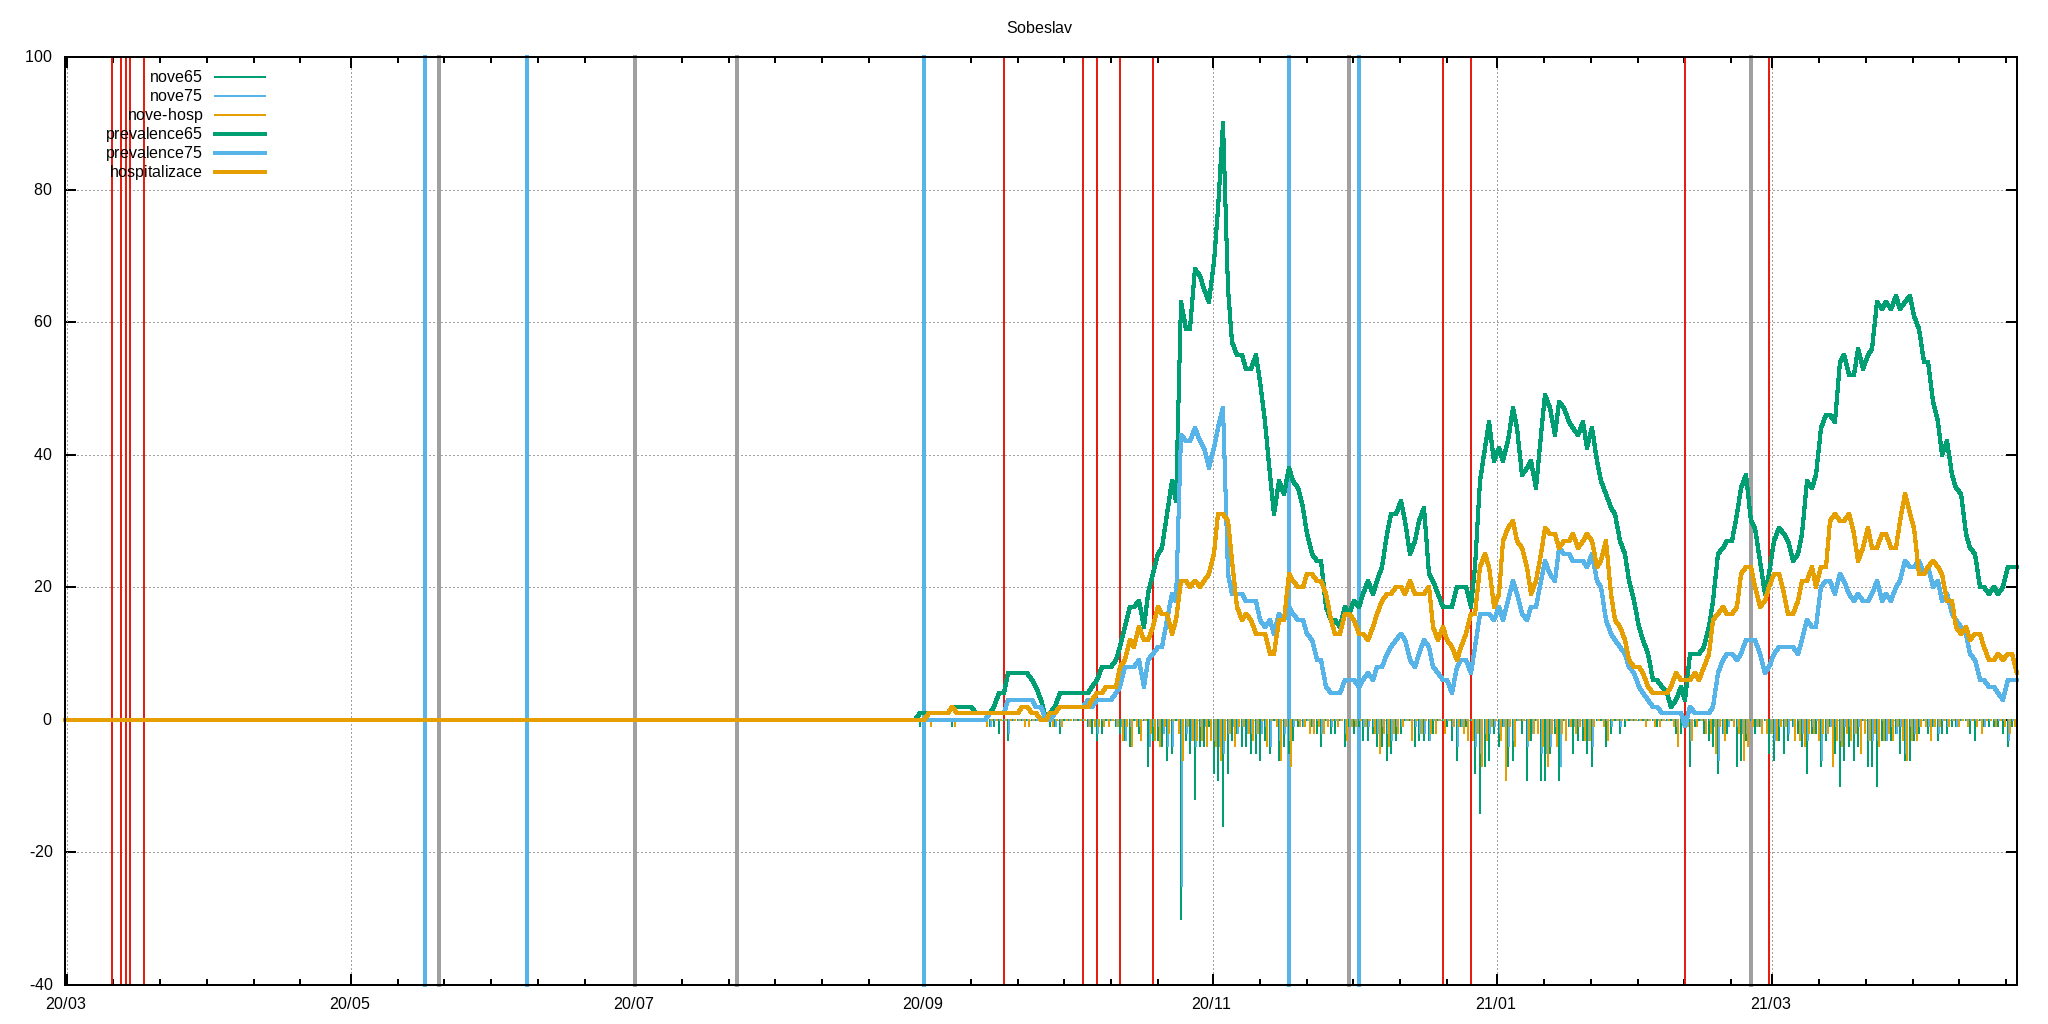 Sobeslav
100
80
60
40
20
0
-20
-40
nove65
nove75
nove-hosp
prevalence65
prevalence75
hospitalizace
20/03 20/05 20/07 20/09 20/11 21/01 21/03